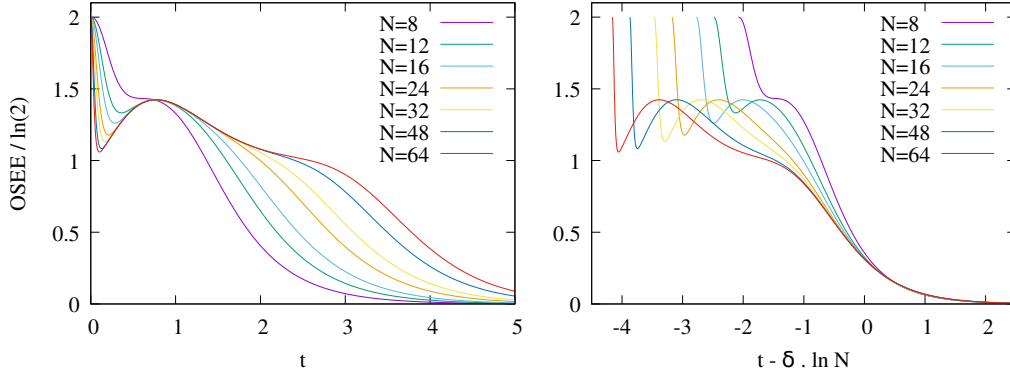 OSEE / ln(2)
2
1.5
1
0.5
0
0
1
2
3
4
5
t
N=8
N=12
N=16
N=24
N=32
N=48
N=64
2
1.5
1
0.5
0
-4
-3
-2
-1
0
1
2
t - δ . ln N
N=8
N=12
N=16
N=24
N=32
N=48
N=64